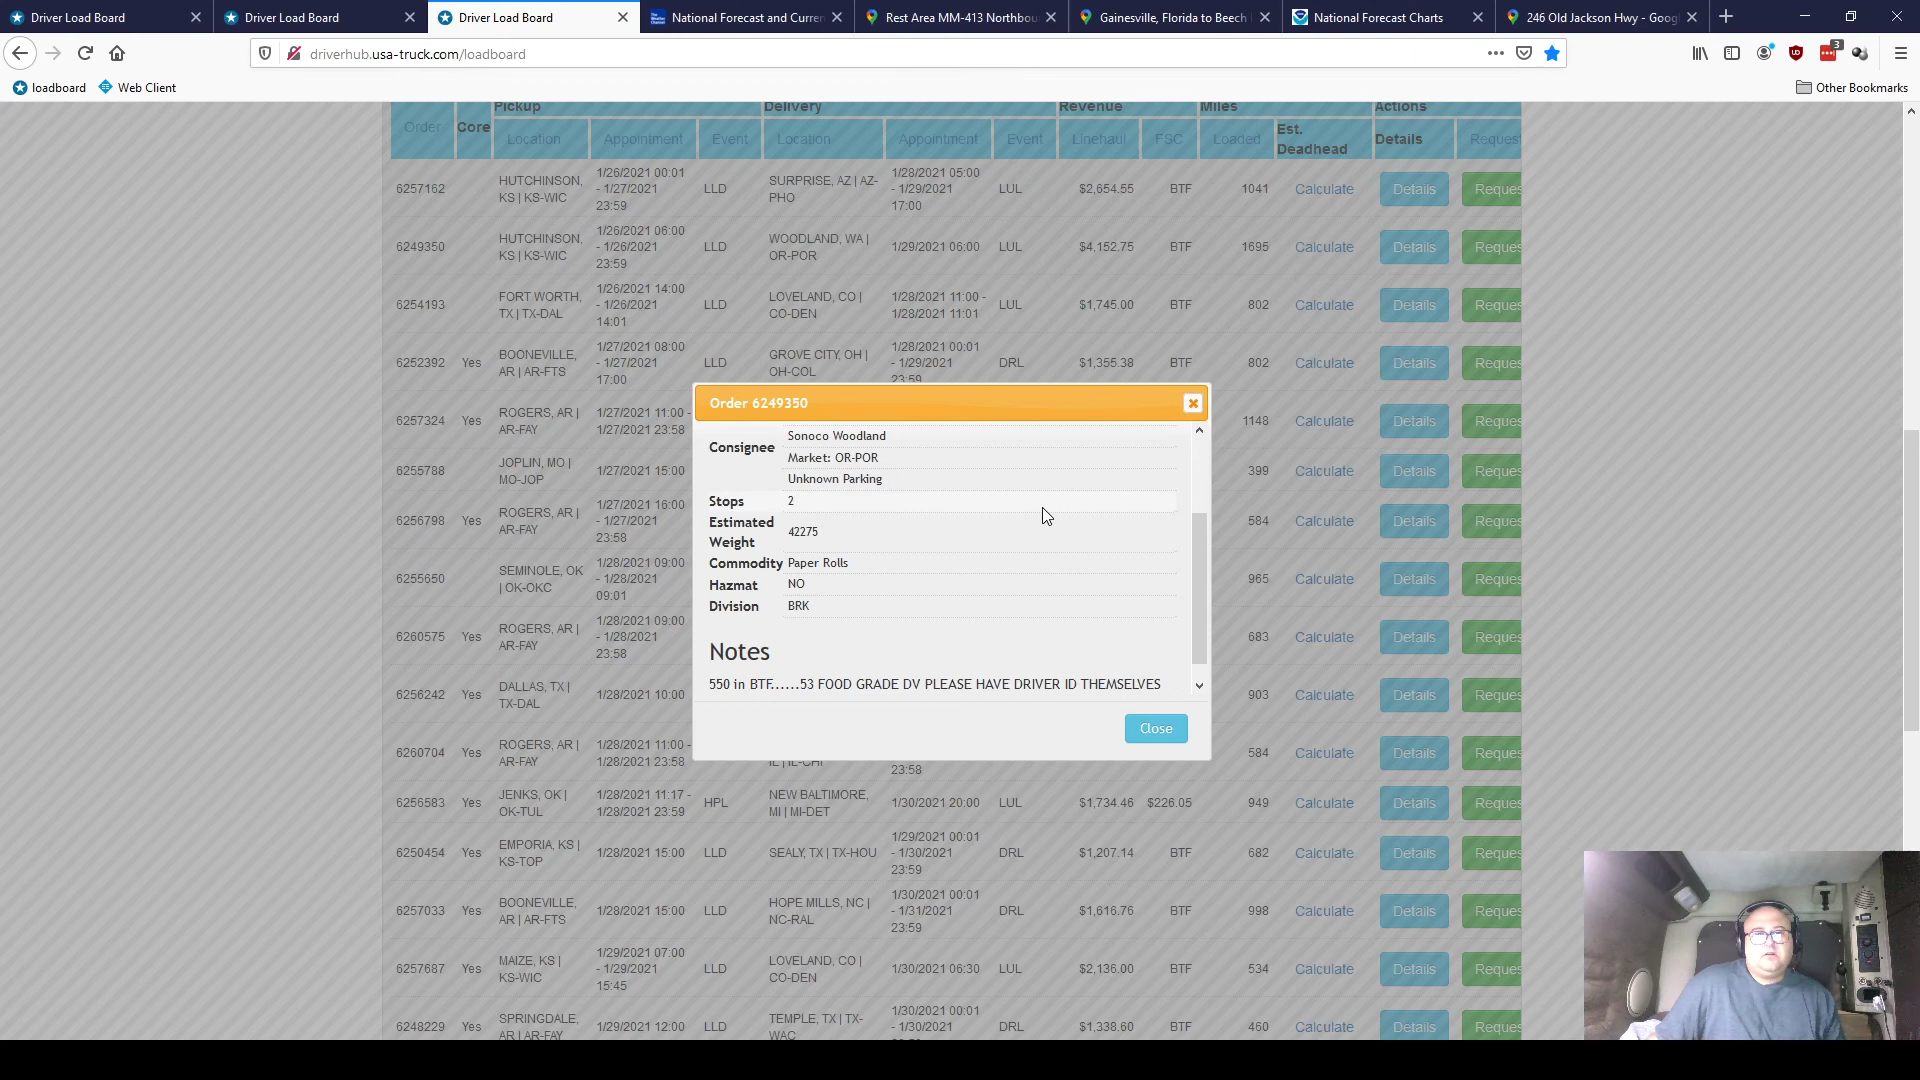 Driver Load Board
Driver Load Board
Driver Load Board
National Forecast and Curren
Rest Area MM-413 Northbou
Gainesville, Florida to Beech
National Forecast Charts
246 Old Jackson Hwy - Goog
driverhub.usa-truck.com/loadboard
3
loadboard
Web Client
Other Bookmarks
Pickup Delivery Revenue Miles Actions
Order Core Location Appointment Event Location Appointment Event Linehaul FSC Loaded Est. Deadhead Details Reques
6257162 HUTCHINSON, KS | KS-WIC 1/26/2021 00:01 - 1/27/2021 23:59 LLD SURPRISE, AZ | AZ-PHO 1/28/2021 05:00 - 1/29/2021 17:00 LUL $2,654.55 BTF 1041 Calculate Details Reques
6249350 HUTCHINSON, KS | KS-WIC 1/26/2021 06:00 - 1/26/2021 23:59 LLD WOODLAND, WA | OR-POR 1/29/2021 06:00 LUL $4,152.75 BTF 1695 Calculate Details Reques
6254193 FORT WORTH, TX | TX-DAL 1/26/2021 14:00 - 1/26/2021 14:01 LLD LOVELAND, CO | CO-DEN 1/28/2021 11:00 - 1/28/2021 11:01 LUL $1,745.00 BTF 802 Calculate Details Reques
6252392 Yes BOONEVILLE, AR | AR-FTS 1/27/2021 08:00 - 1/27/2021 17:00 LLD GROVE CITY, OH | OH-COL 1/28/2021 00:01 - 1/29/2021 23:59 DRL $1,355.38 BTF 802 Calculate Details Reques
6257324 Yes ROGERS, AR | AR-FAY 1/27/2021 11:00 - 1/27/2021 23:58 1148 Calculate Details Reques
6255788 JOPLIN, MO | MO-JOP 1/27/2021 15:00 399 Calculate Details Reques
6256798 Yes ROGERS, AR | AR-FAY 1/27/2021 16:00 - 1/27/2021 23:58 584 Calculate Details Reques
6255650 Yes SEMINOLE, OK | OK-OKC 1/28/2021 09:00 - 1/28/2021 09:01 965 Calculate Details Reques
6260575 Yes ROGERS, AR | AR-FAY 1/28/2021 09:00 - 1/28/2021 23:58 683 Calculate Details Reques
6256242 Yes DALLAS, TX | TX-DAL 1/28/2021 10:00 903 Calculate Details Reques
6260704 Yes ROGERS, AR | AR-FAY 1/28/2021 11:00 - 1/28/2021 23:58 IL | IL-CHI 23:58 584 Calculate Details Reques
6256583 Yes JENKS, OK | OK-TUL 1/28/2021 11:17 - 1/28/2021 23:59 HPL NEW BALTIMORE, MI | MI-DET 1/30/2021 20:00 LUL $1,734.46 $226.05 949 Calculate Details Reques
6250454 Yes EMPORIA, KS | KS-TOP 1/28/2021 15:00 LLD SEALY, TX | TX-HOU 1/29/2021 00:01 - 1/30/2021 23:59 DRL $1,207.14 BTF 682 Calculate Details Reques
6257033 Yes BOONEVILLE, AR | AR-FTS 1/28/2021 15:00 LLD HOPE MILLS, NC | NC-RAL 1/30/2021 00:01 - 1/31/2021 23:59 DRL $1,616.76 BTF 998 Calculate Details Reques
6257687 Yes MAIZE, KS | KS-WIC 1/29/2021 07:00 - 1/29/2021 15:45 LLD LOVELAND, CO | CO-DEN 1/30/2021 06:30 LUL $2,136.00 BTF 534 Calculate Details Reques
6248229 Yes SPRINGDALE, AR | AR-FAY 1/29/2021 12:00 LLD TEMPLE, TX | TX-WAC 1/30/2021 00:01 - 1/30/2021 DRL $1,338.60 BTF 460 Calculate Details Reques
Order 6249350
Consignee Sonoco Woodland
Market: OR-POR
Unknown Parking
Stops 2
Estimated Weight 42275
Commodity Paper Rolls
Hazmat NO
Division BRK
Notes
550 in BTF......53 FOOD GRADE DV PLEASE HAVE DRIVER ID THEMSELVES
Close